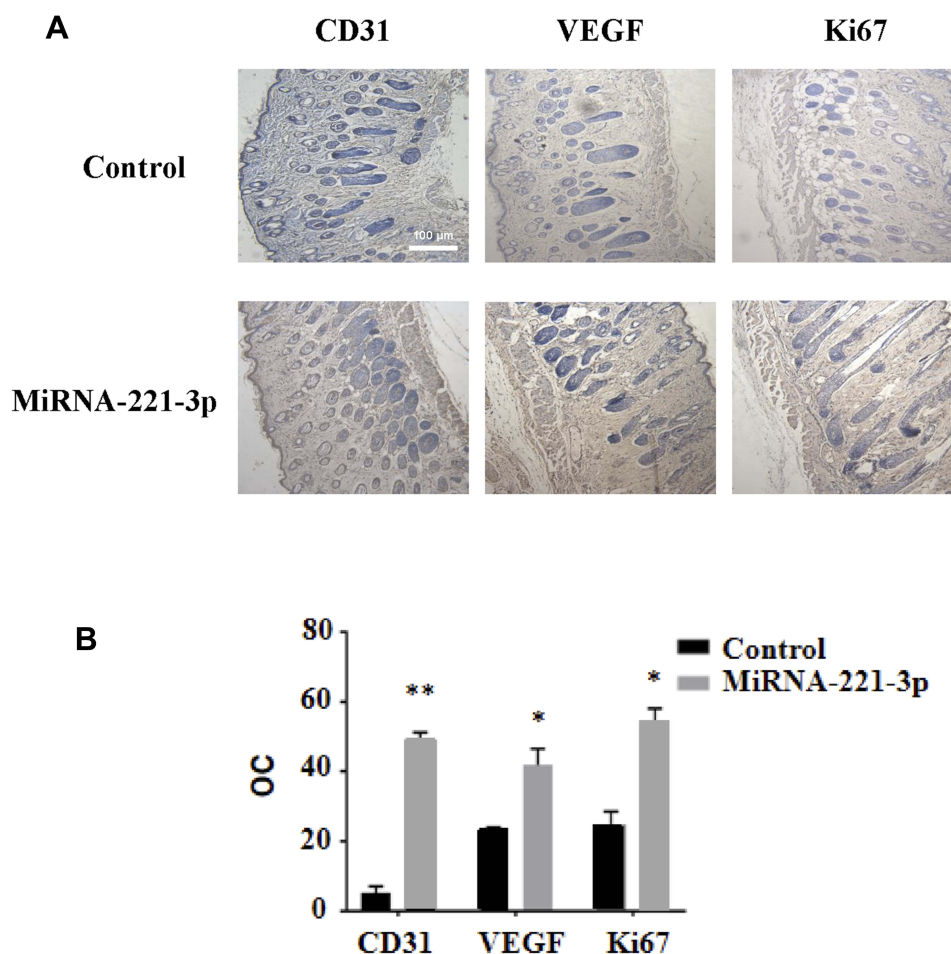 A
CD31 VEGF Ki67
Control
100 µm
MiRNA-221-3p
B
80
60
40
20
0
OC
** * *
Control
MiRNA-221-3p
CD31 VEGF Ki67